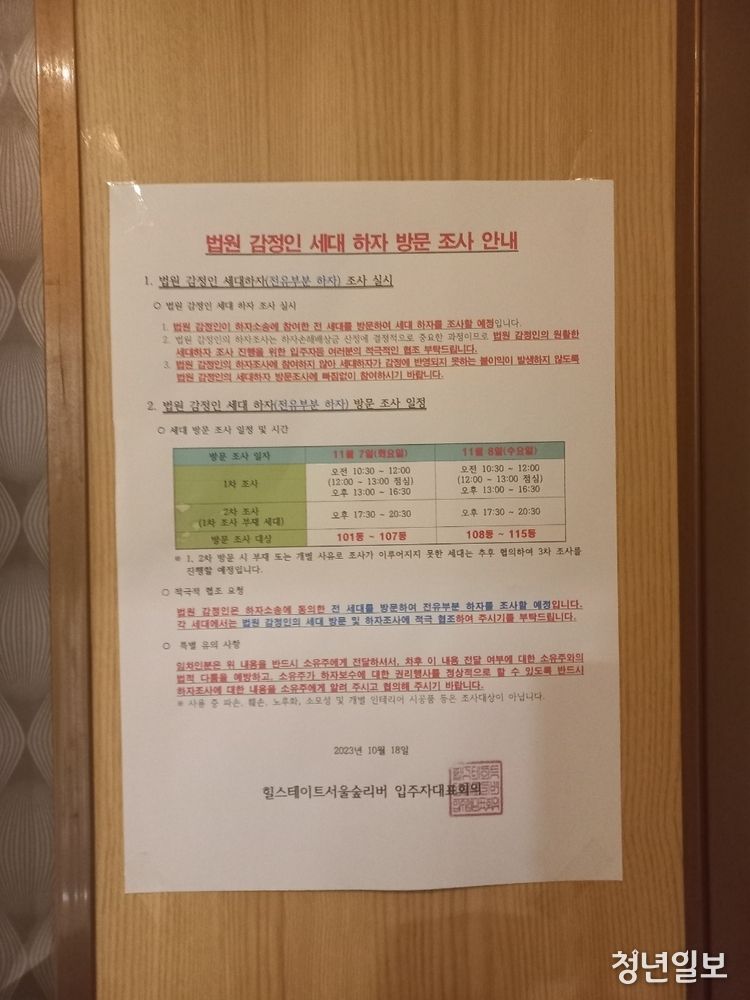 법원 감정인 세대 하자 방문 조사 안내
1. 법원 감정인 세대하자(전유부분 하자) 조사 실시
○ 법원 감정인 세대 하자 조사 실시
1. 법원 감정인이 하자소송에 참여한 전 세대를 방문하여 세대 하자를 조사할 예정입니다.
2. 법원 감정인의 하자조사는 하자손해배상금 산정에 결정적으로 중요한 과정이므로 법원 감정인의 원활한
세대하자 조사 진행을 위한 입주자등 여러분의 적극적인 협조 부탁드립니다.
3. 법원 감정인의 하자조사에 참여하지 않아 세대하자가 감정에 반영되지 못하는 불이익이 발생하지 않도록
법원 감정인의 세대하자 방문조사에 빠짐없이 참여하시기 바랍니다.
2. 법원 감정인 세대 하자(전유부분 하자) 방문 조사 일정
○ 세대 방문 조사 일정 및 시간
방문 조사 일자 11월 7일(화요일) 11월 8일(수요일)
1차 조사 오전 10:30 ~ 12:00 오전 10:30 ~ 12:00
(12:00 ~ 13:00 점심) (12:00 ~ 13:00 점심)
오후 13:00 ~ 16:30 오후 13:00 ~ 16:30
2차 조사 오후 17:30 ~ 20:30 오후 17:30 ~ 20:30
(1차 조사 부재 세대)
방문 조사 대상 101동 ~ 107동 108동 ~ 115동
※ 1, 2차 방문 시 부재 또는 개별 사유로 조사가 이루어지지 못한 세대는 추후 협의하여 3차 조사를
진행할 예정입니다.
○ 적극적 협조 요청
법원 감정인은 하자소송에 동의한 전 세대를 방문하여 전유부분 하자를 조사할 예정입니다.
각 세대에서는 법원 감정인의 세대 방문 및 하자조사에 적극 협조하여 주시기를 부탁드립니다.
○ 특별 유의 사항
임차인분은 위 내용을 반드시 소유주에게 전달하셔서, 차후 이 내용 전달 여부에 대한 소유주와의
법적 다툼을 예방하고, 소유주가 하자보수에 대한 권리행사를 정상적으로 할 수 있도록 반드시
하자조사에 대한 내용을 소유주에게 알려 주시고 협의해 주시기 바랍니다.
※ 사용 중 파손, 훼손, 노후화, 소모성 및 개별 인테리어 시공품 등은 조사대상이 아닙니다.
2023년 10월 18일
힐스테이트서울숲리버 입주자대표회의
청년일보